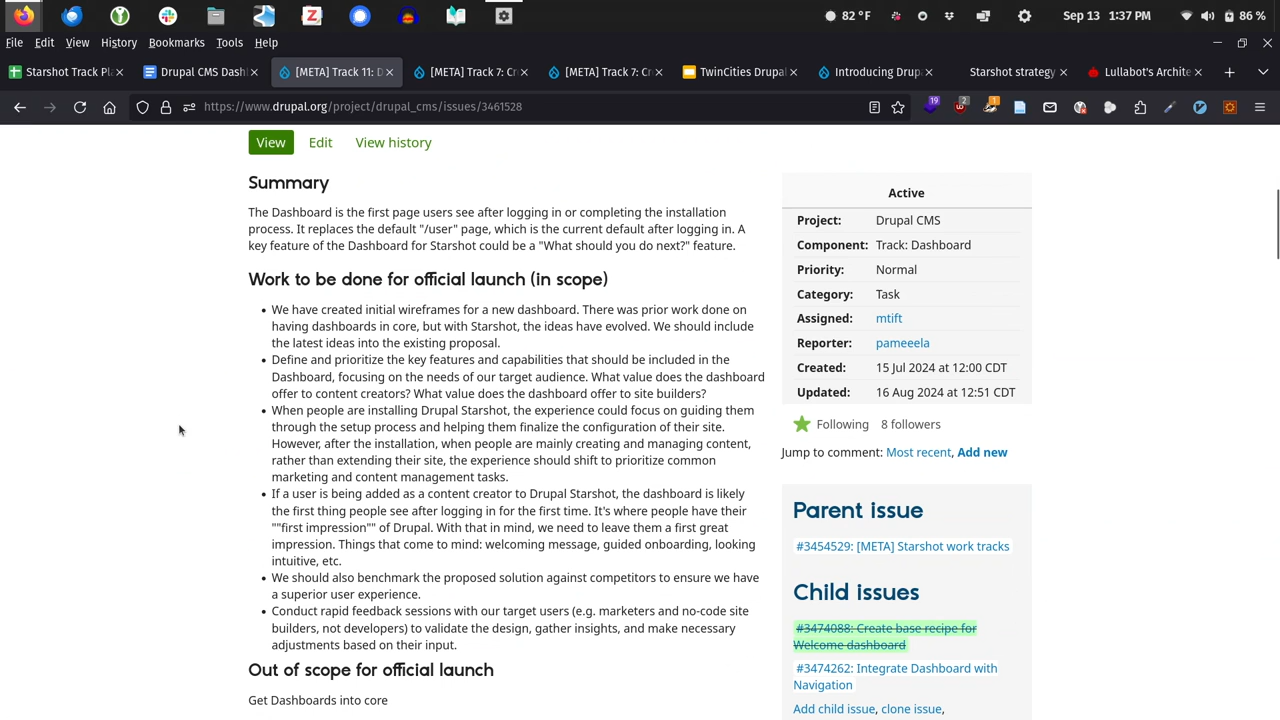 82 °F
Sep 13 1:37 PM
86 %
File Edit View History Bookmarks Tools Help
Starshot Track Pl
Drupal CMS Dash
[META] Track 11: D
[META] Track 7: Cr
[META] Track 7: Cr
TwinCities Drupal
Introducing Drup
Starshot strategy
Lullabot's Archite
https://www.drupal.org/project/drupal_cms/issues/3461528
19
2
View Edit View history
Summary
The Dashboard is the first page users see after logging in or completing the installation
process. It replaces the default "/user" page, which is the current default after logging in. A
key feature of the Dashboard for Starshot could be a "What should you do next?" feature.
Work to be done for official launch (in scope)
We have created initial wireframes for a new dashboard. There was prior work done on
having dashboards in core, but with Starshot, the ideas have evolved. We should include
the latest ideas into the existing proposal.
Define and prioritize the key features and capabilities that should be included in the
Dashboard, focusing on the needs of our target audience. What value does the dashboard
offer to content creators? What value does the dashboard offer to site builders?
When people are installing Drupal Starshot, the experience could focus on guiding them
through the setup process and helping them finalize the configuration of their site.
However, after the installation, when people are mainly creating and managing content,
rather than extending their site, the experience should shift to prioritize common
marketing and content management tasks.
If a user is being added as a content creator to Drupal Starshot, the dashboard is likely
the first thing people see after logging in for the first time. It's where people have their
""first impression"" of Drupal. With that in mind, we need to leave them a first great
impression. Things that come to mind: welcoming message, guided onboarding, looking
intuitive, etc.
We should also benchmark the proposed solution against competitors to ensure we have
a superior user experience.
Conduct rapid feedback sessions with our target users (e.g. marketers and no-code site
builders, not developers) to validate the design, gather insights, and make necessary
adjustments based on their input.
Out of scope for official launch
Get Dashboards into core
Active
Project: Drupal CMS
Component: Track: Dashboard
Priority: Normal
Category: Task
Assigned: mtift
Reporter: pameeela
Created: 15 Jul 2024 at 12:00 CDT
Updated: 16 Aug 2024 at 12:51 CDT
Following 8 followers
Jump to comment: Most recent, Add new
Parent issue
#3454529: [META] Starshot work tracks
Child issues
#3474088: Create base recipe for
Welcome dashboard
#3474262: Integrate Dashboard with
Navigation
Add child issue, clone issue,